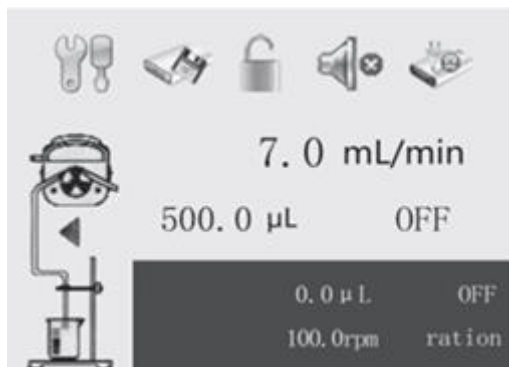 7.0 mL/min
500.0 µL OFF
0.0 µL OFF
100.0rpm ration